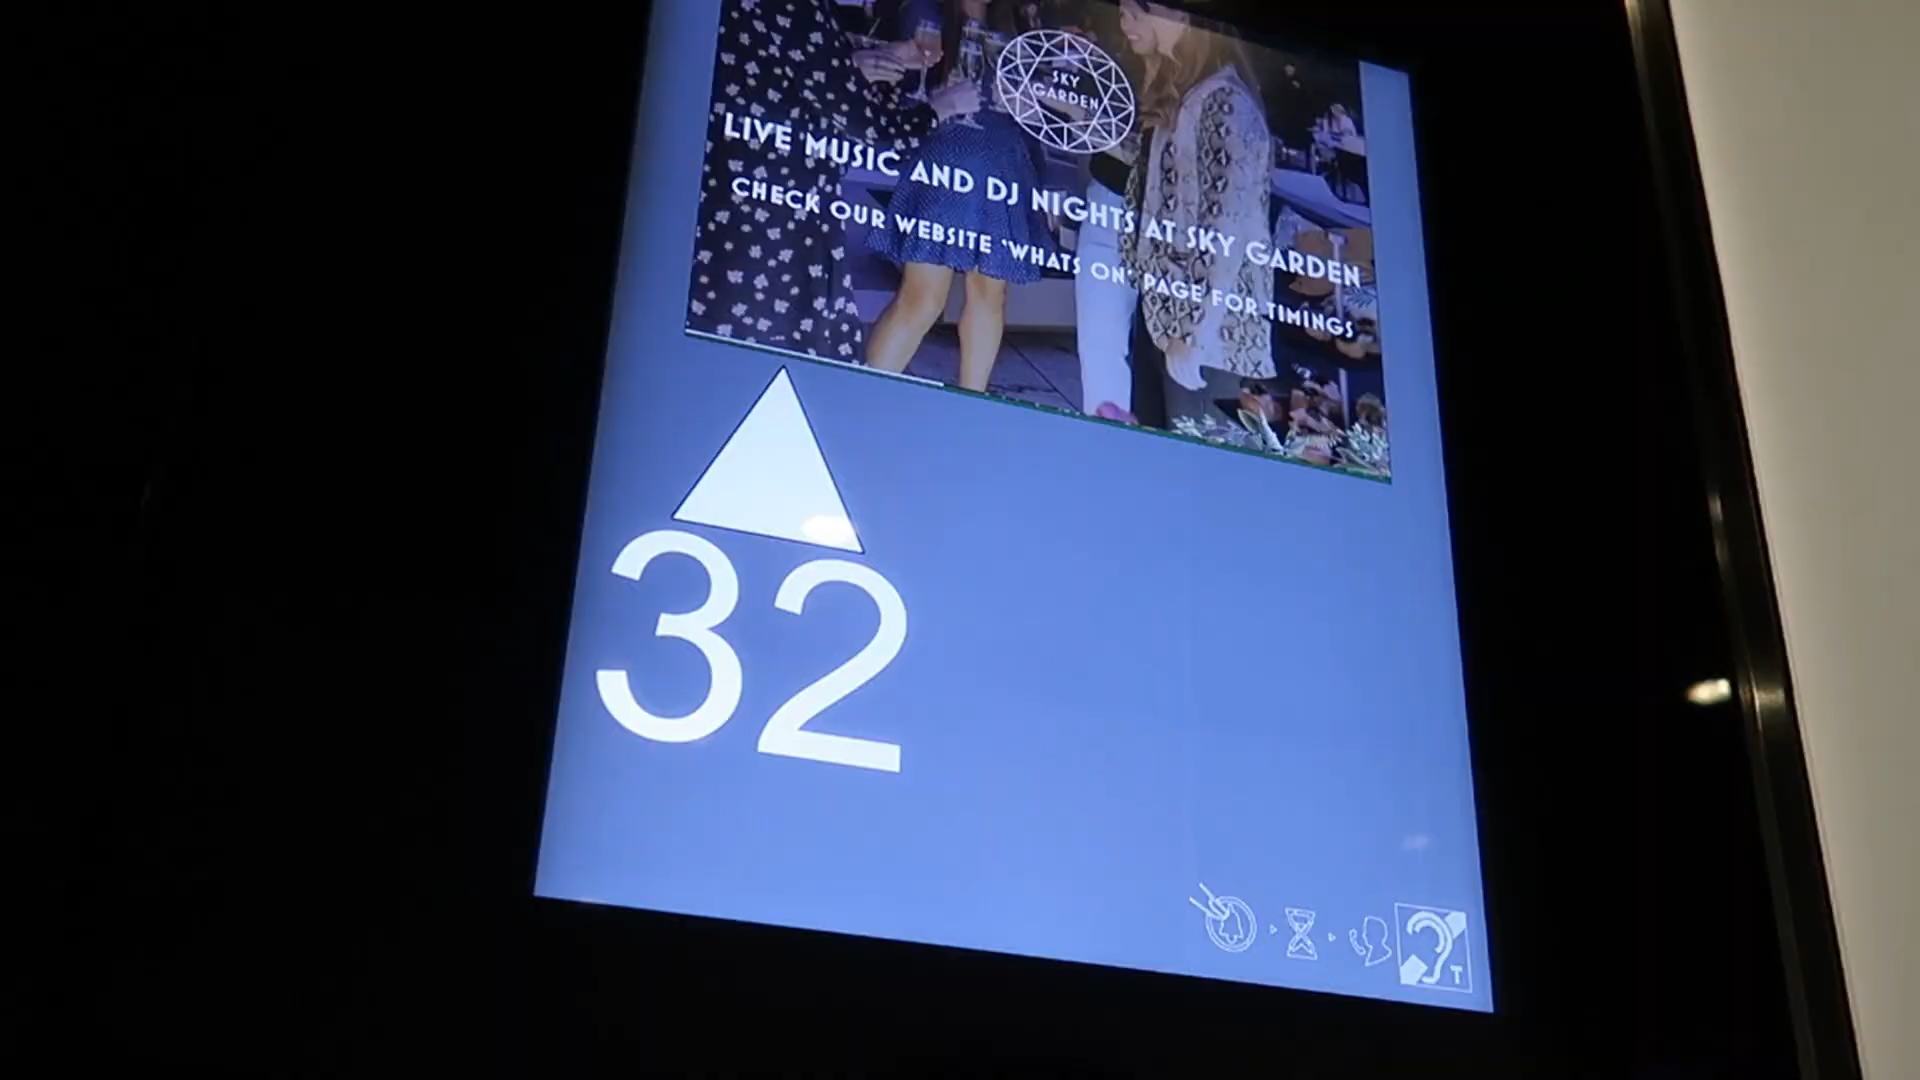 SKY
GARDEN
LIVE MUSIC AND DJ NIGHTS AT SKY GARDEN
CHECK OUR WEBSITE 'WHATS ON' PAGE FOR TIMINGS
32
T